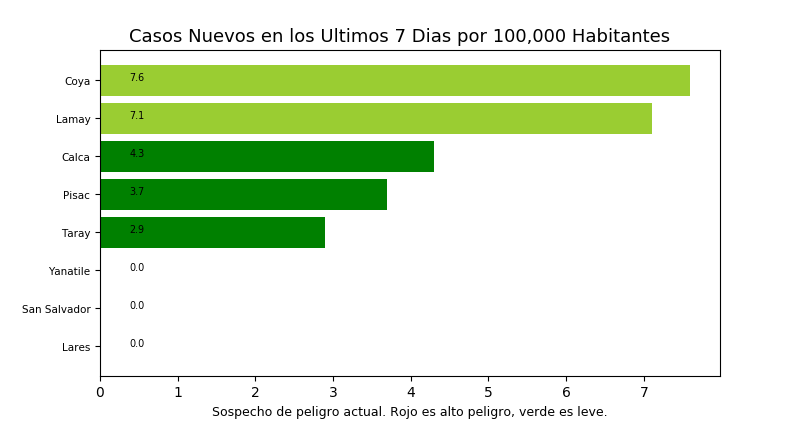 Casos Nuevos en los Ultimos 7 Dias por 100,000 Habitantes
Coya 7.6
Lamay 7.1
Calca 4.3
Pisac 3.7
Taray 2.9
Yanatile 0.0
San Salvador 0.0
Lares 0.0
0 1 2 3 4 5 6 7
Sospecho de peligro actual. Rojo es alto peligro, verde es leve.